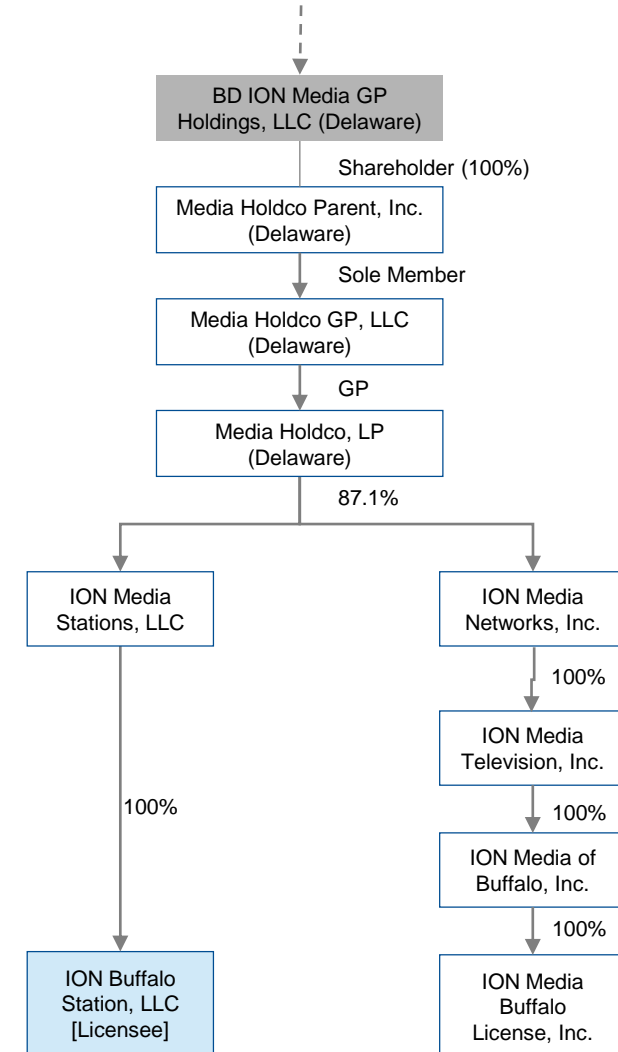 BD ION Media GP
Holdings, LLC (Delaware)
Shareholder (100%)
Media Holdco Parent, Inc.
(Delaware)
Sole Member
Media Holdco GP, LLC
(Delaware)
GP
Media Holdco, LP
(Delaware)
87.1%
ION Media
Stations, LLC
ION Media
Networks, Inc.
100%
ION Media
Television, Inc.
100%
100%
ION Media of
Buffalo, Inc.
100%
ION Buffalo
Station, LLC
[Licensee]
ION Media
Buffalo
License, Inc.